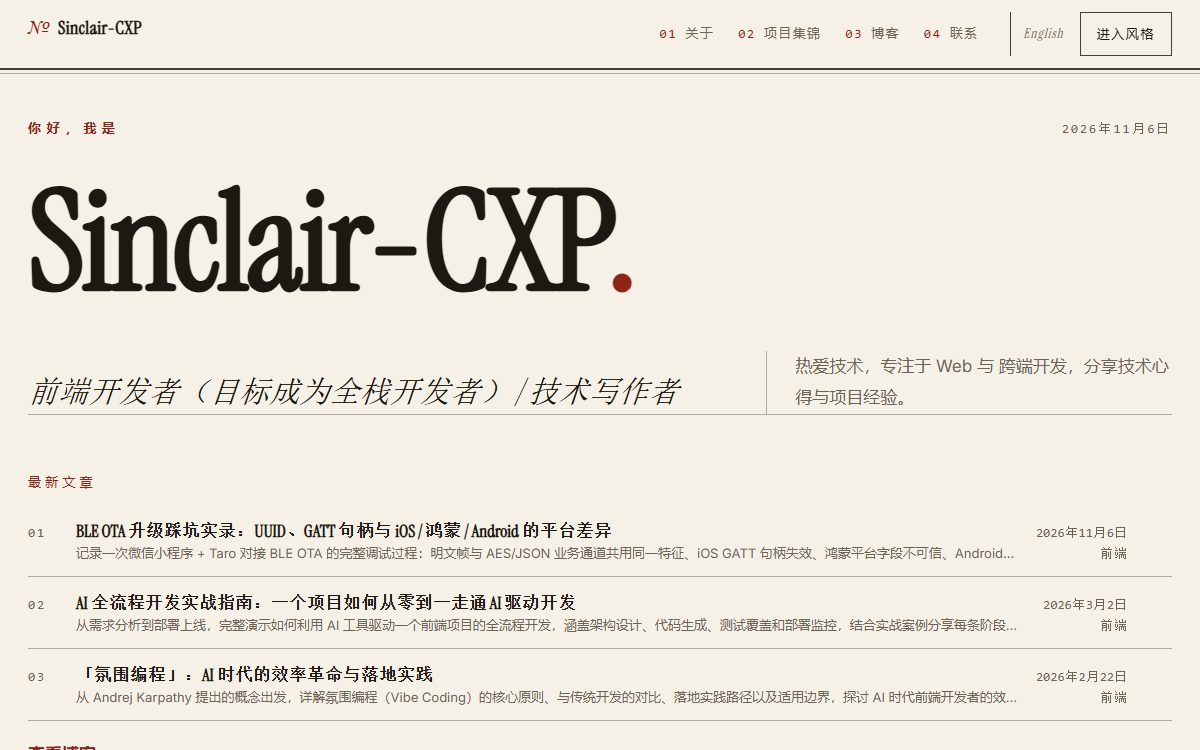 № Sinclair-CXP
01 关于 02 项目集锦 03 博客 04 联系 English 进入风格
你好，我是
2026年11月6日
Sinclair-CXP.
前端开发者（目标成为全栈开发者）/ 技术写作者
热爱技术，专注于 Web 与 跨端开发，分享技术心
得与项目经验。
最新文章
01 BLE OTA 升级踩坑实录：UUID、GATT 句柄与 iOS / 鸿蒙 / Android 的平台差异 2026年11月6日
记录一次微信小程序 + Taro 对接 BLE OTA 的完整调试过程：明文帧与 AES/JSON 业务通道共用同一特征、iOS GATT 句柄失效、鸿蒙平台字段不可信、Android... 前端
02 AI 全流程开发实战指南：一个项目如何从零到一走通 AI 驱动开发 2026年3月2日
从需求分析到部署上线，完整演示如何利用 AI 工具驱动一个前端项目的全流程开发，涵盖架构设计、代码生成、测试覆盖和部署监控，结合实战案例分享每条阶段... 前端
03 「氛围编程」：AI 时代的效率革命与落地实践 2026年2月22日
从 Andrej Karpathy 提出的概念出发，详解氛围编程（Vibe Coding）的核心原则、与传统开发的对比、落地实践路径以及适用边界，探讨 AI 时代前端开发者的效... 前端